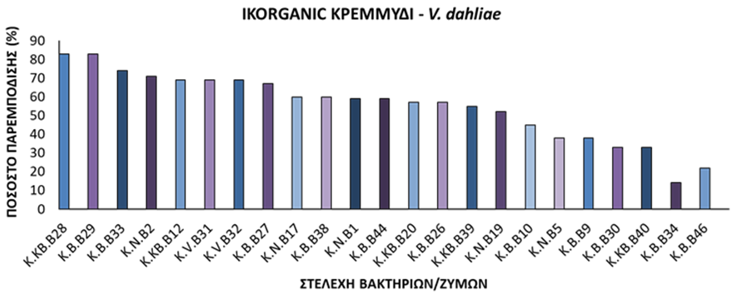 IKORGANIC ΚΡΕΜΜΥΔΙ - V. dahliae
ΠΟΣΟΣΤΟ ΠΑΡΕΜΠΟΔΙΣΗΣ (%)
90
80
70
60
50
40
30
20
10
0
K.KB.B28
K.B.B29
K.B.B33
K.N.B2
K.KB.B12
K.V.B31
K.V.B32
K.B.B27
K.N.B17
K.B.B38
K.N.B1
K.B.B44
K.KB.B20
K.B.B26
K.KB.B39
K.N.B19
K.B.B10
K.N.B5
K.B.B9
K.B.B30
K.KB.B40
K.B.B34
K.B.B46
ΣΤΕΛΕΧΗ ΒΑΚΤΗΡΙΩΝ/ΖΥΜΩΝ